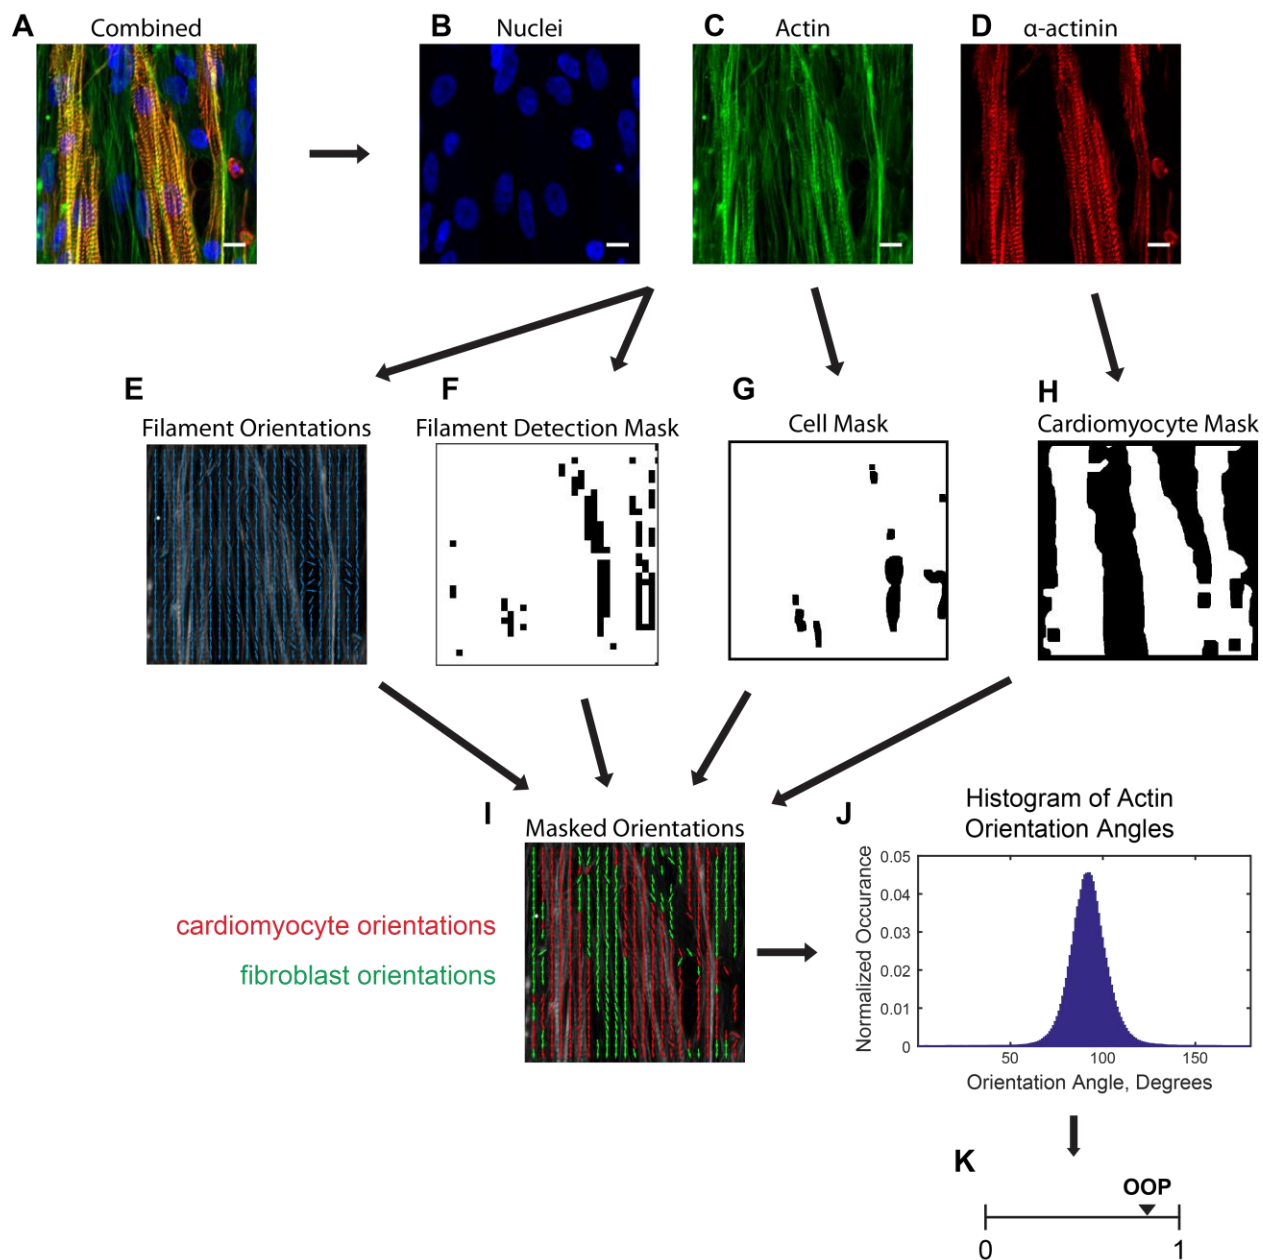 A
Combined
B
Nuclei
C
Actin
D
α-actinin
E
Filament Orientations
F
Filament Detection Mask
G
Cell Mask
H
Cardiomyocyte Mask
I
Masked Orientations
cardiomyocyte orientations
fibroblast orientations
J
Histogram of Actin
Orientation Angles
Normalized Occurance
0.05
0.04
0.03
0.02
0.01
0
50 100 150
Orientation Angle, Degrees
K
OOP
0 1